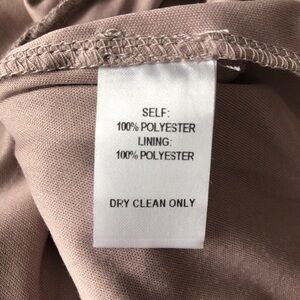 SELF:
100% POLYESTER
LINING:
100% POLYESTER
DRY CLEAN ONLY